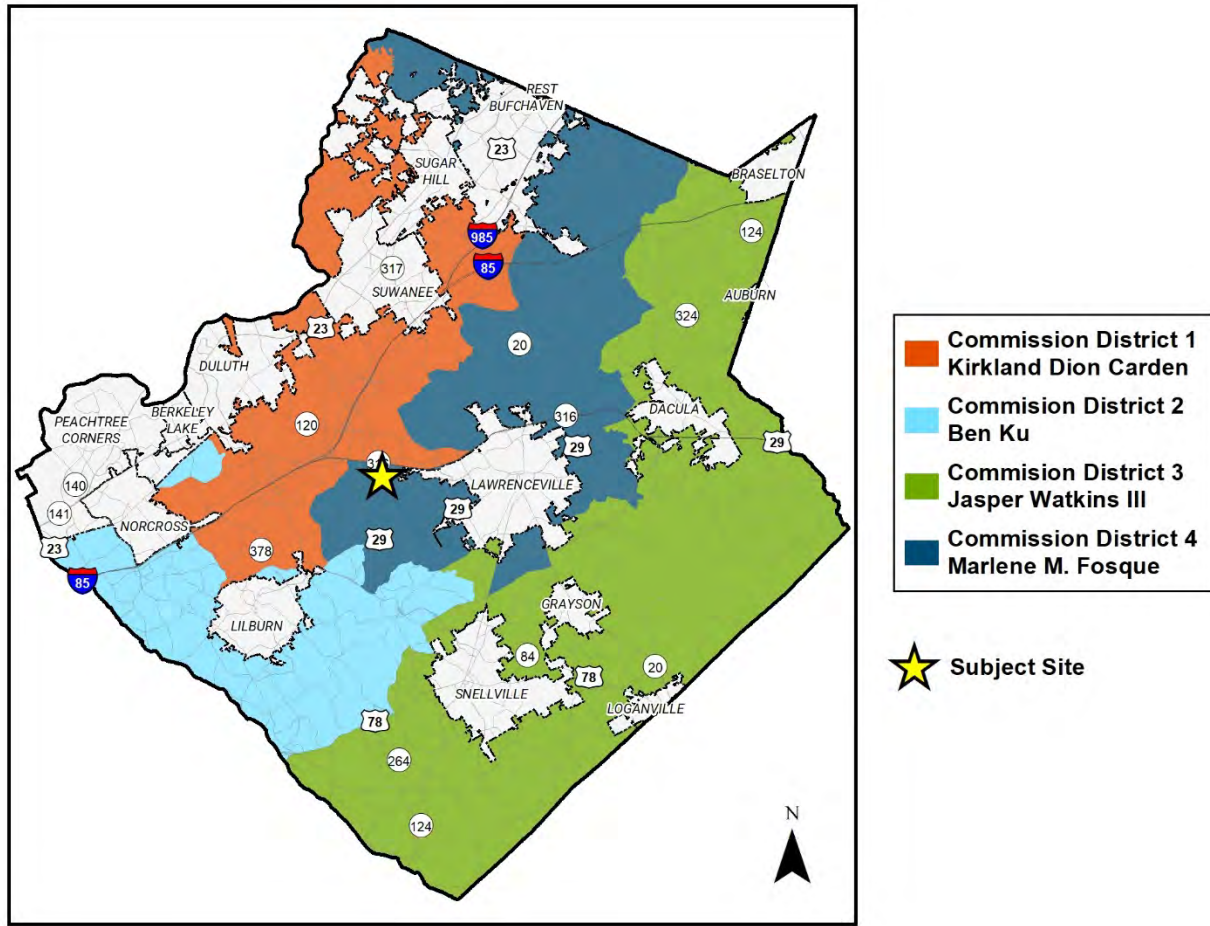 REST
BUFCHAVEN
23
SUGAR
HILL
BRASELTON
124
985
85
317
SUWANEE
AUBURN
324
23
20
DULUTH
PEACHTREE
CORNERS
BERKELEY
LAKE
120
316
DACULA
29
29
LAWRENCEVILLE
140
141
NORCROSS
29
29
23
378
85
LILBURN
GRAYSON
84
20
78
SNELLVILLE
LOGANVILLE
78
264
124
N
Commission District 1
Kirkland Dion Carden
Commision District 2
Ben Ku
Commision District 3
Jasper Watkins III
Commission District 4
Marlene M. Fosque
Subject Site